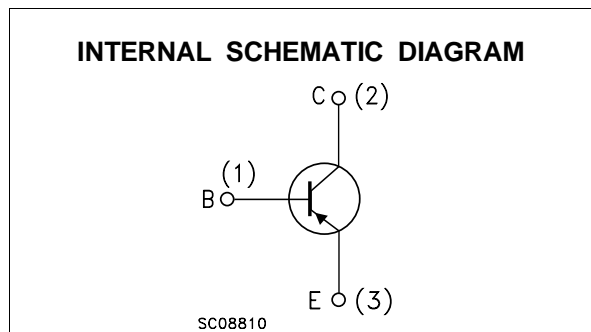 INTERNAL SCHEMATIC DIAGRAM
C (2)
(1)
B
E (3)
SC08810